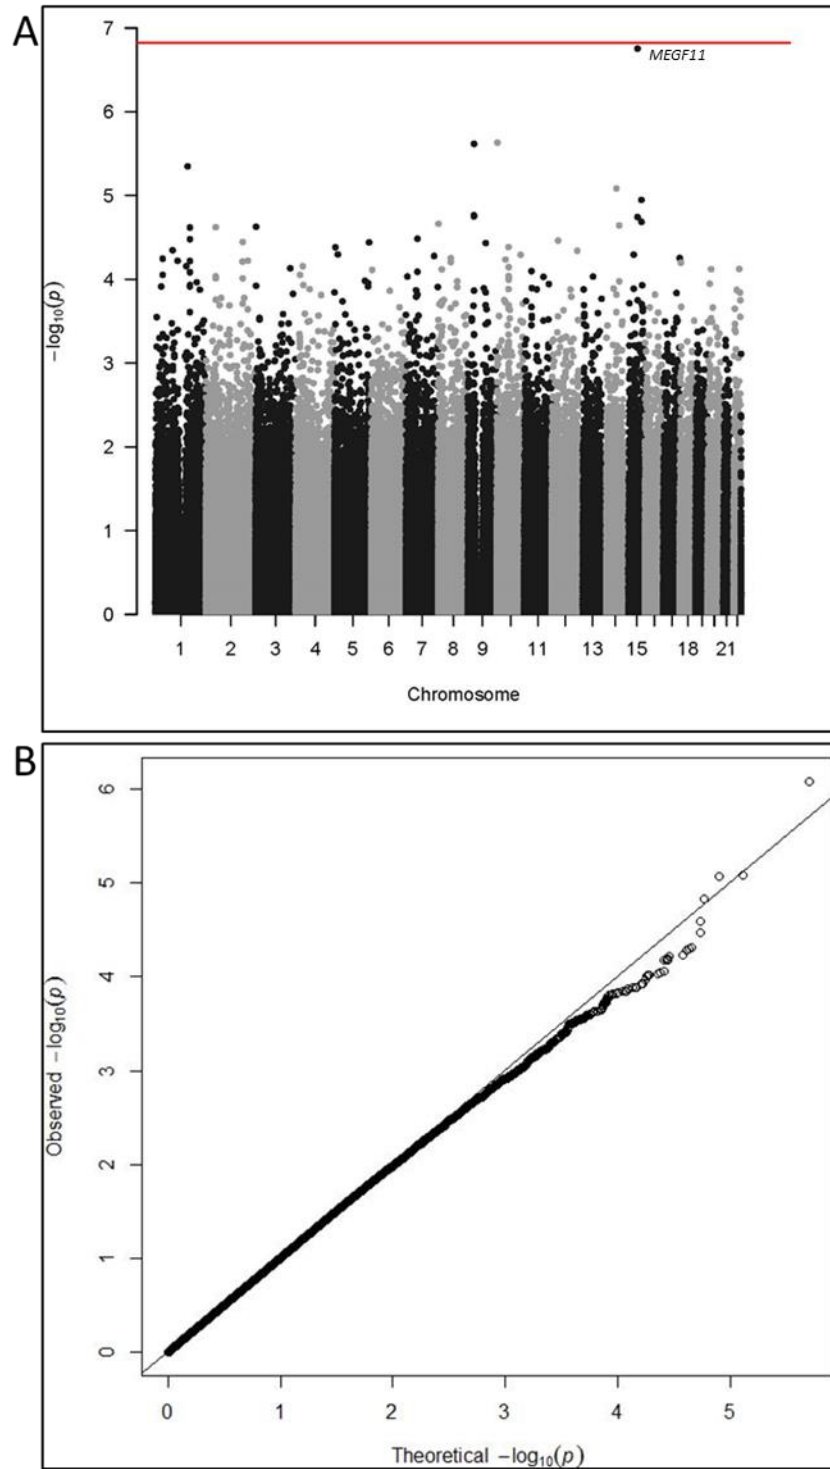 A
7
6
5
4
3
2
1
0
−log₁₀(p)
MEGF11
1 2 3 4 5 6 7 8 9 11 13 15 18 21
Chromosome
B
6
5
4
3
2
1
0
Observed −log₁₀(p)
0 1 2 3 4 5
Theoretical −log₁₀(p)